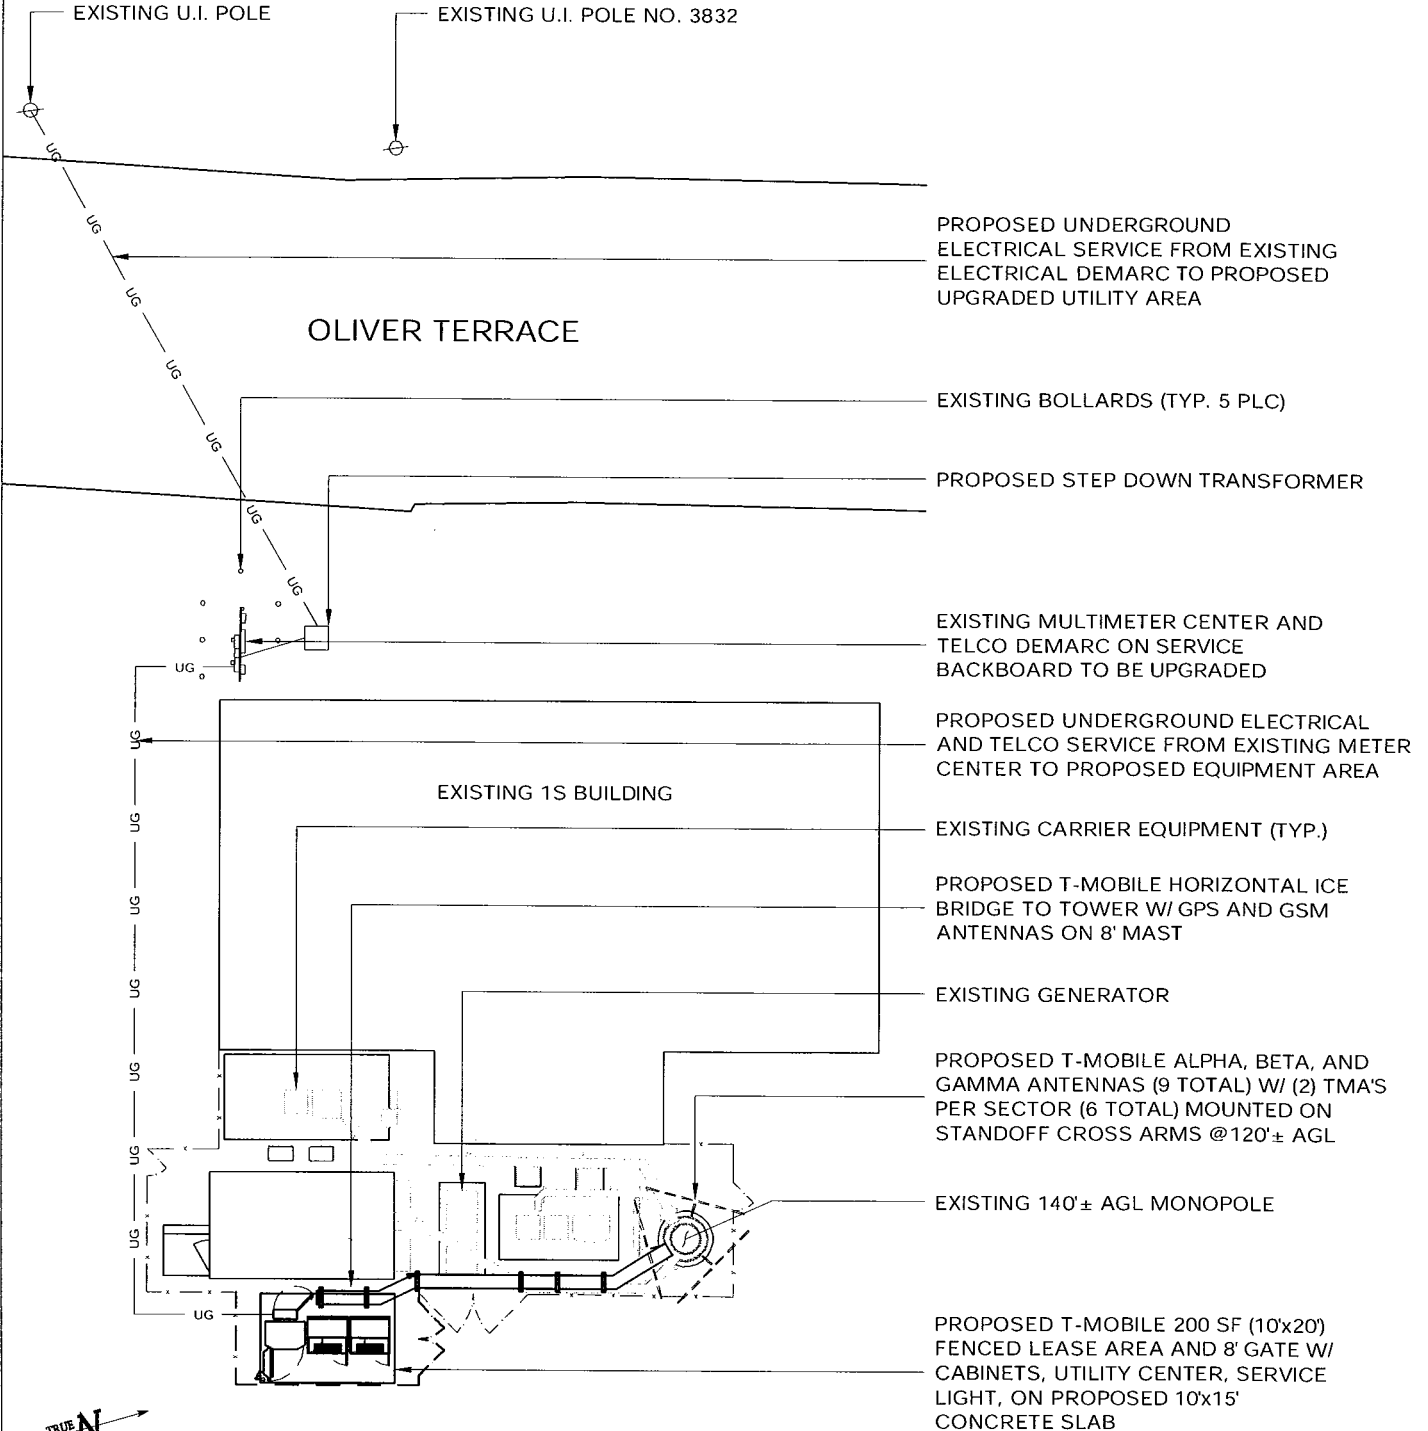 EXISTING U.I. POLE
EXISTING U.I. POLE NO. 3832
UG
UG
UG
UG
UG
UG
UG
PROPOSED UNDERGROUND
ELECTRICAL SERVICE FROM EXISTING
ELECTRICAL DEMARC TO PROPOSED
UPGRADED UTILITY AREA
OLIVER TERRACE
EXISTING BOLLARDS (TYP. 5 PLC)
PROPOSED STEP DOWN TRANSFORMER
EXISTING MULTIMETER CENTER AND
TELCO DEMARC ON SERVICE
BACKBOARD TO BE UPGRADED
UG
PROPOSED UNDERGROUND ELECTRICAL
AND TELCO SERVICE FROM EXISTING METER
CENTER TO PROPOSED EQUIPMENT AREA
UG
UG
UG
UG
UG
UG
UG
EXISTING 1S BUILDING
EXISTING CARRIER EQUIPMENT (TYP.)
PROPOSED T-MOBILE HORIZONTAL ICE
BRIDGE TO TOWER W/ GPS AND GSM
ANTENNAS ON 8' MAST
EXISTING GENERATOR
PROPOSED T-MOBILE ALPHA, BETA, AND
GAMMA ANTENNAS (9 TOTAL) W/ (2) TMA'S
PER SECTOR (6 TOTAL) MOUNTED ON
STANDOFF CROSS ARMS @120'± AGL
EXISTING 140'± AGL MONOPOLE
UG
PROPOSED T-MOBILE 200 SF (10'x20')
FENCED LEASE AREA AND 8' GATE W/
CABINETS, UTILITY CENTER, SERVICE
LIGHT, ON PROPOSED 10'x15'
CONCRETE SLAB
TRUE N